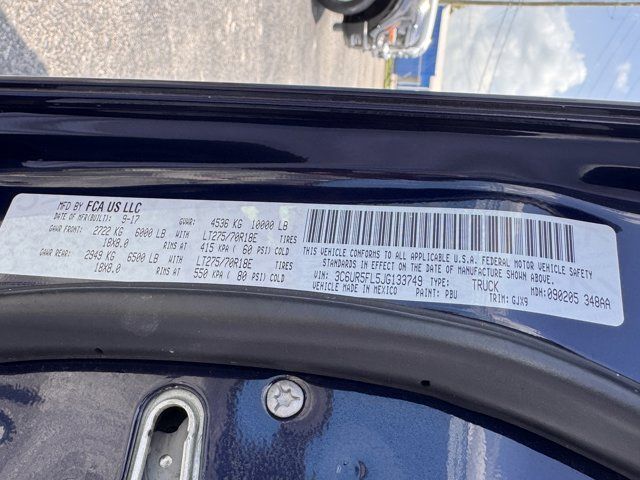 MFD BY FCA US LLC
DATE OF MFR/BUILT: 9-17 GVWR: 4536 KG 10000 LB
GAWR FRONT: 2722 KG 6000 LB LT275/70R18E TIRES
18X8.0 RIMS AT 415 KPA ( 60 PSI) COLD
GAWR REAR: 2949 KG 6500 LB LT275/70R18E TIRES
18X8.0 RIMS AT 550 KPA ( 80 PSI) COLD
THIS VEHICLE CONFORMS TO ALL APPLICABLE U.S.A. FEDERAL MOTOR VEHICLE SAFETY
STANDARDS IN EFFECT ON THE DATE OF MANUFACTURE SHOWN ABOVE.
VIN: 3C6UR5FL5JG133749 TYPE: TRUCK MDH: 090205 348AA
VEHICLE MADE IN MEXICO PAINT: PBU TRIM: GJX9